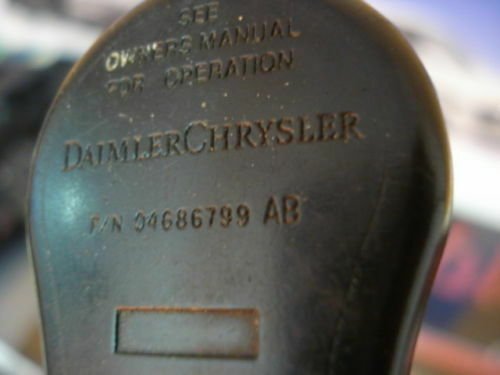 SEE
OWNERS MANUAL
FOR OPERATION
DAIMLERCHRYSLER
P/N 04686799 AB